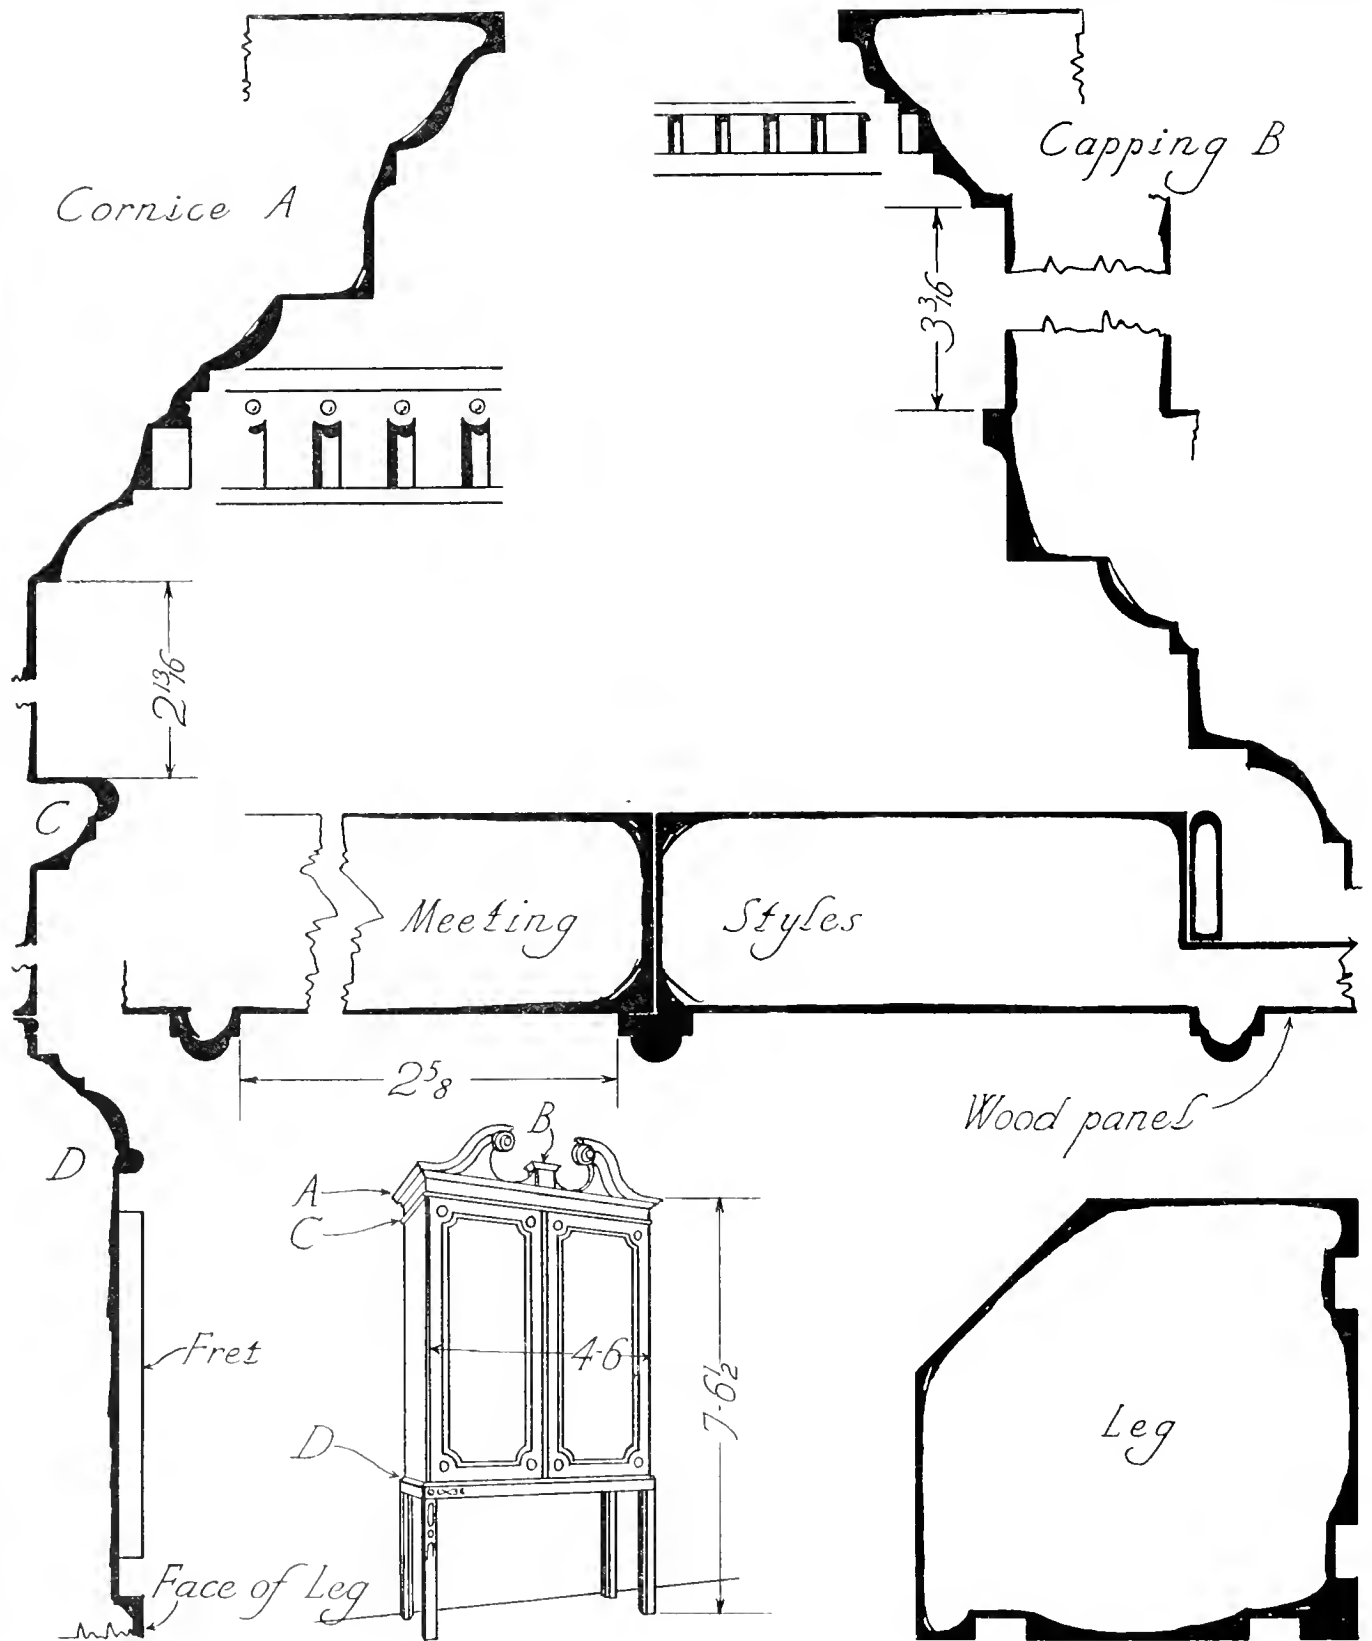 Cornice A
Capping B
3 3/16
2 13/16
C
Meeting Styles
2 5/8
Wood panel
B
D
A
C
Fret
4-6
7-6½
D
Leg
Face of Leg